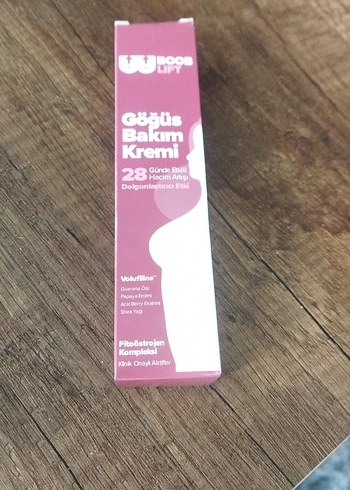 BOOB
LIFT
Göğüs
Bakım
Kremi
28 Günde Etkili
Hacim Artışı
Dolgunlaştırıcı Etki
Volufiline™
Guarana Özü
Papaya Enzimi
Acai Berry Ekstresi
Shea Yağı
Fitoöstrojen
Kompleksi
Klinik Onaylı Aktifler